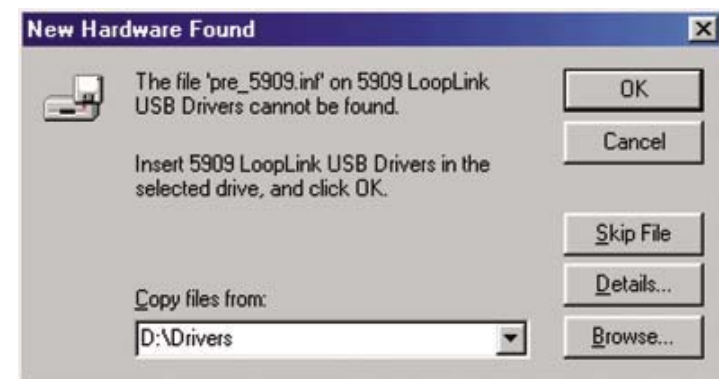 New Hardware Found
The file 'pre_5909.inf' on 5909 LoopLink
USB Drivers cannot be found.
Insert 5909 LoopLink USB Drivers in the
selected drive, and click OK.
Copy files from:
D:\Drivers
OK
Cancel
Skip File
Details...
Browse...